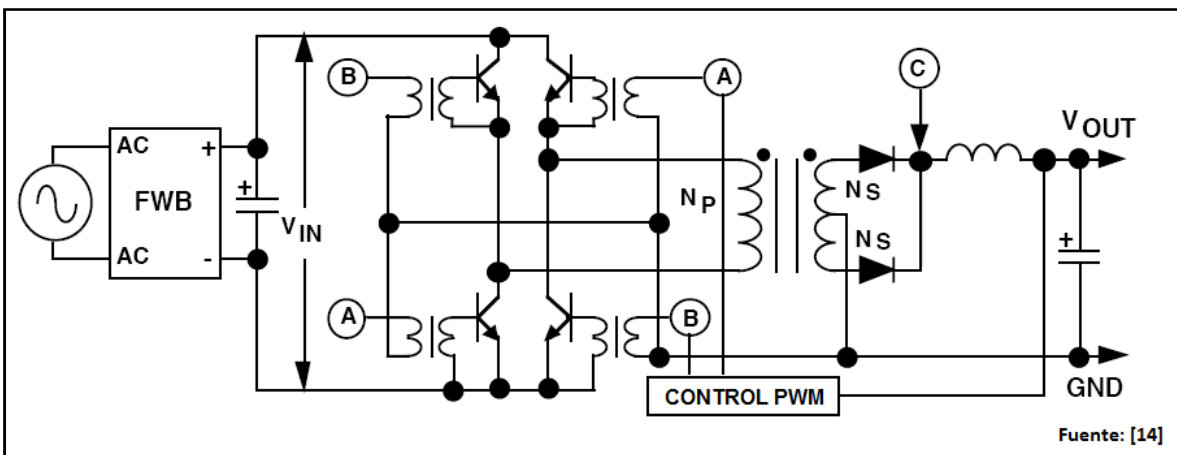 B
A
C
V OUT
AC
+
FWB
AC
-
+
V IN
N P
N S
N S
+
A
B
CONTROL PWM
GND
Fuente: [14]